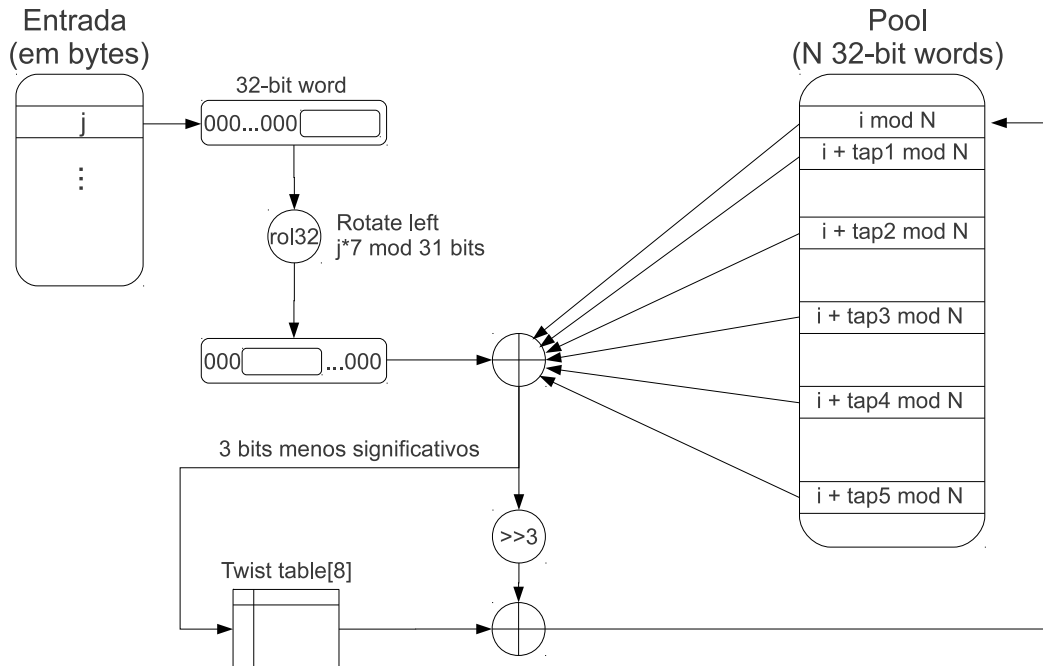 Entrada
(em bytes)
Pool
(N 32-bit words)
32-bit word
j
000...000
i mod N
i + tap1 mod N
⋮
rol32
Rotate left
j*7 mod 31 bits
i + tap2 mod N
i + tap3 mod N
000 ...000
i + tap4 mod N
3 bits menos significativos
i + tap5 mod N
>>3
Twist table[8]